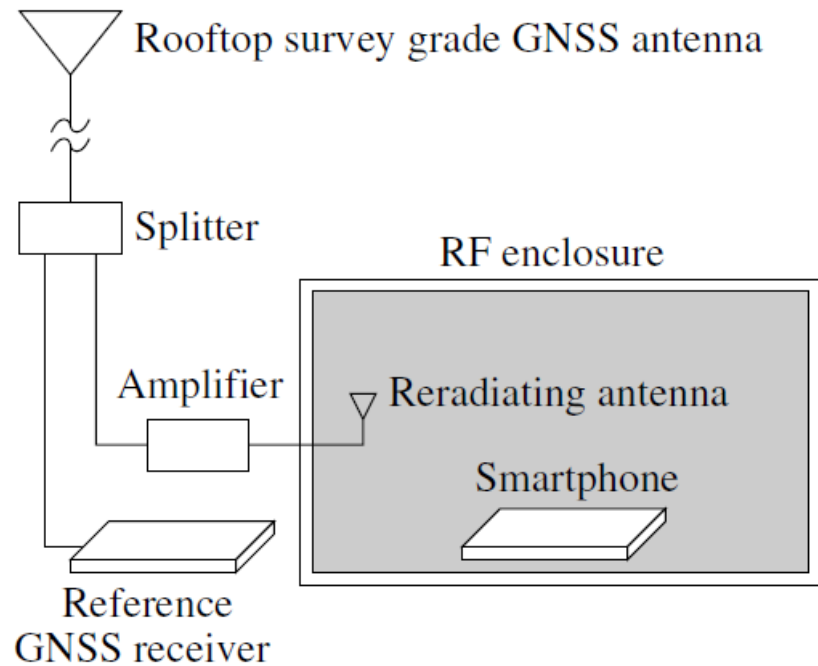 Rooftop survey grade GNSS antenna
Splitter
RF enclosure
Amplifier
Reradiating antenna
Smartphone
Reference
GNSS receiver